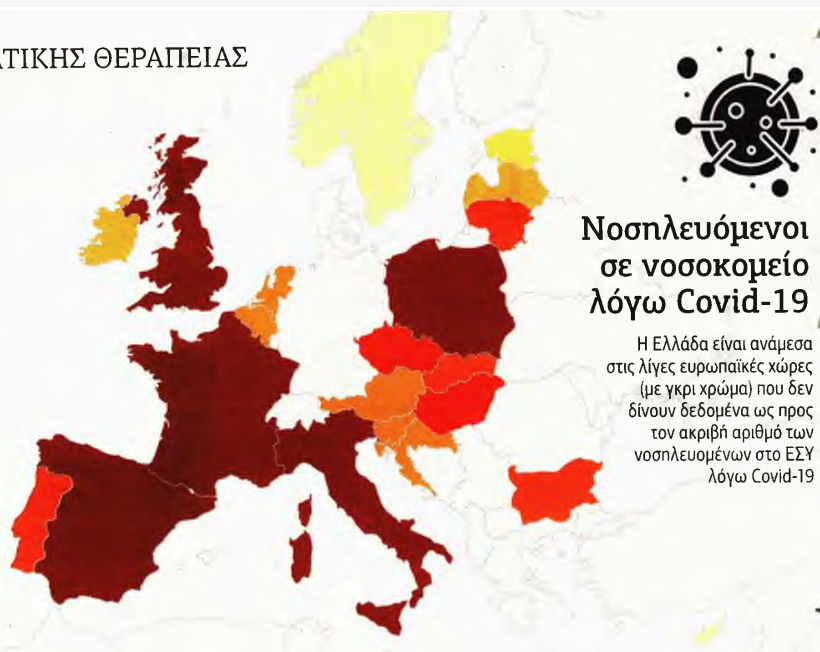 ΤΙΚΗΣ ΘΕΡΑΠΕΙΑΣ
Νοσηλευόμενοι
σε νοσοκομείο
λόγω Covid-19
Η Ελλάδα είναι ανάμεσα
στις λίγες ευρωπαϊκές χώρες
(με γκρι χρώμα) που δεν
δίνουν δεδομένα ως προς
τον ακριβή αριθμό των
νοσηλευομένων στο ΕΣΥ
λόγω Covid-19